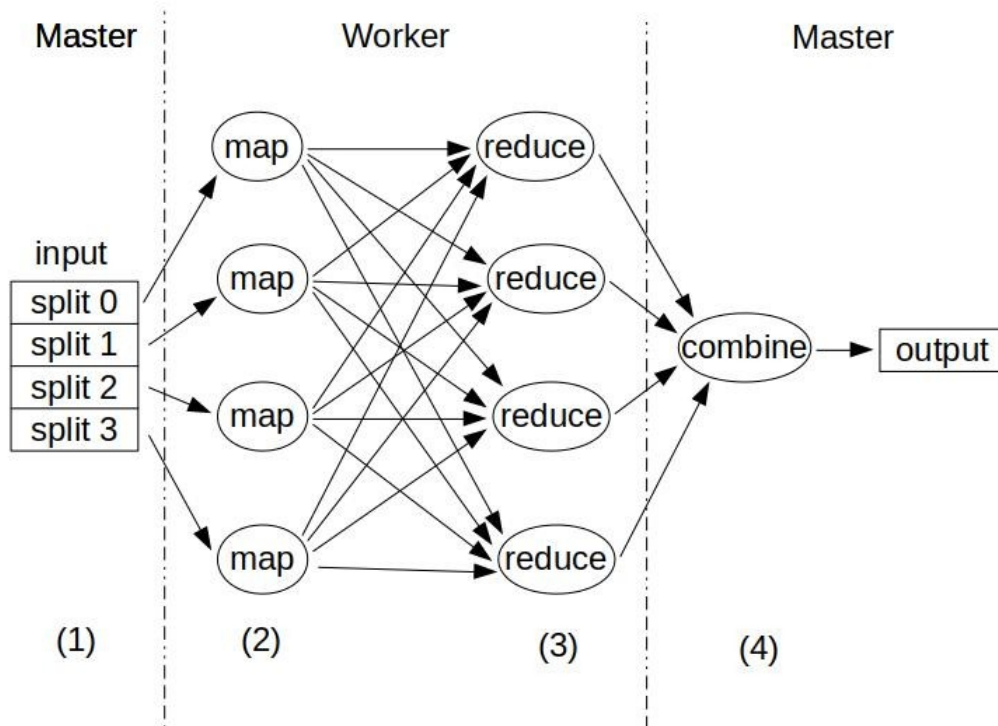 Master
Worker
Master
input
split 0
split 1
split 2
split 3
map
map
map
map
reduce
reduce
reduce
reduce
combine
output
(1)
(2)
(3)
(4)